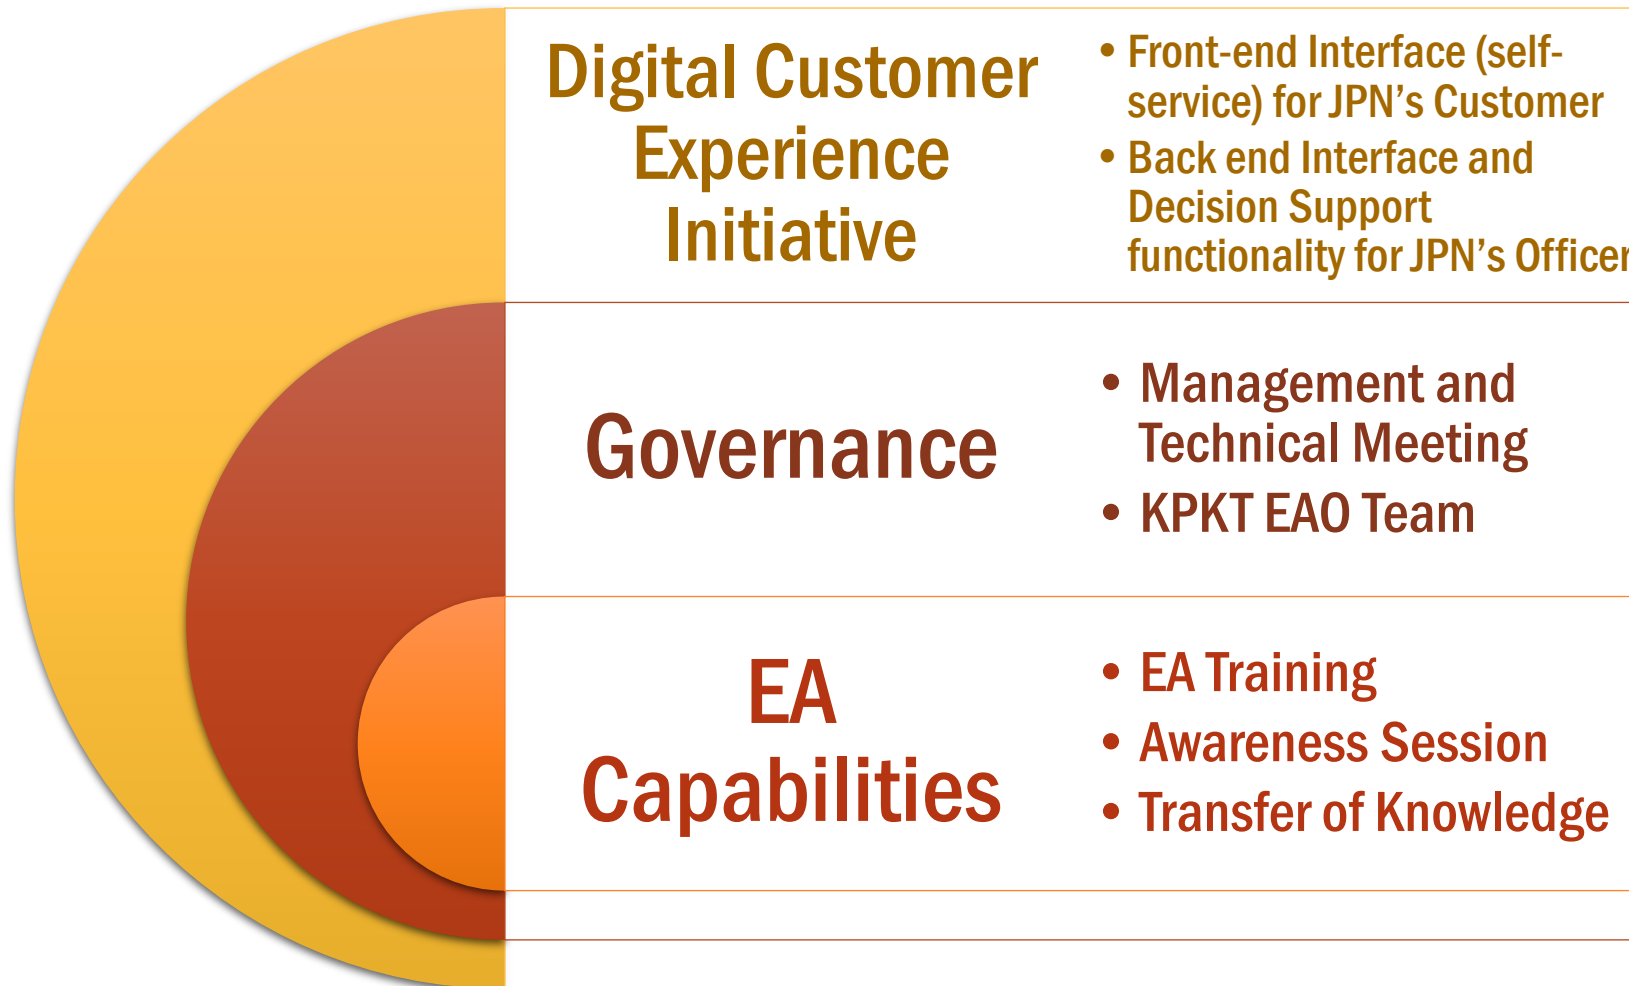 Digital Customer
Experience
Initiative
• Front-end Interface (self-
service) for JPN’s Customer
• Back end Interface and
Decision Support
functionality for JPN’s Officer
Governance
• Management and
Technical Meeting
• KPKT EAO Team
EA
Capabilities
• EA Training
• Awareness Session
• Transfer of Knowledge